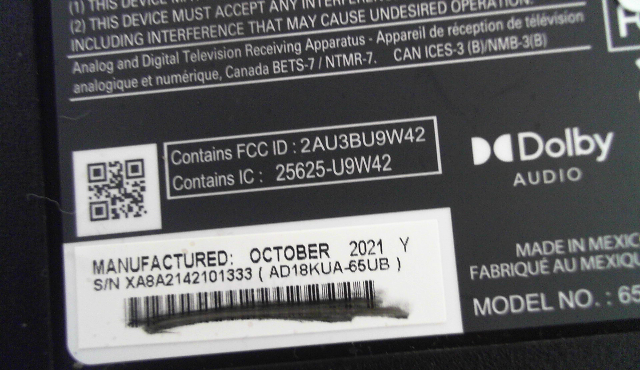 (1) THIS DEVICE
(2) THIS DEVICE MUST ACCEPT ANY
INCLUDING INTERFERENCE THAT MAY CAUSE UNDESIRED OPERATION.
Analog and Digital Television Receiving Apparatus - Appareil de réception de télévision
analogique et numérique, Canada BETS-7 / NTMR-7. CAN ICES-3 (B)/NMB-3(B)
Contains FCC ID : 2AU3BU9W42
Contains IC : 25625-U9W42
Dolby
AUDIO
MANUFACTURED: OCTOBER 2021 Y
S/N XA8A2142101333 ( AD18KUA-65UB )
MADE IN
FABRIQUÉ AU
MODEL NO. : 65